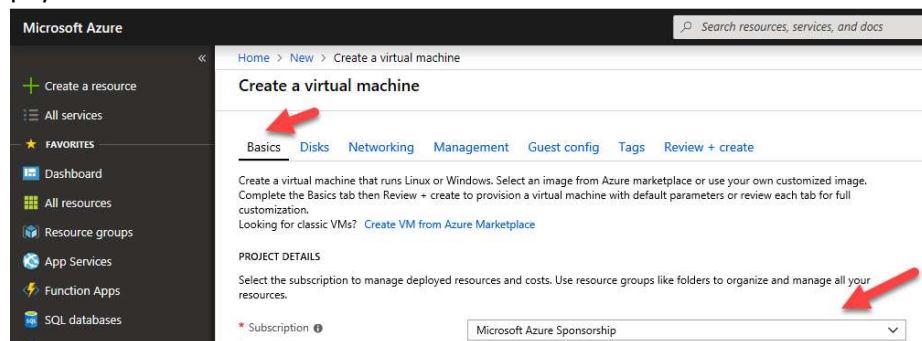 Microsoft Azure
Search resources, services, and docs
«
Create a resource
All services
FAVORITES
Dashboard
All resources
Resource groups
App Services
Function Apps
SQL databases
Home > New > Create a virtual machine
Create a virtual machine
Basics Disks Networking Management Guest config Tags Review + create
Create a virtual machine that runs Linux or Windows. Select an image from Azure marketplace or use your own customized image.
Complete the Basics tab then Review + create to provision a virtual machine with default parameters or review each tab for full
customization.
Looking for classic VMs? Create VM from Azure Marketplace
PROJECT DETAILS
Select the subscription to manage deployed resources and costs. Use resource groups like folders to organize and manage all your
resources.
* Subscription
Microsoft Azure Sponsorship